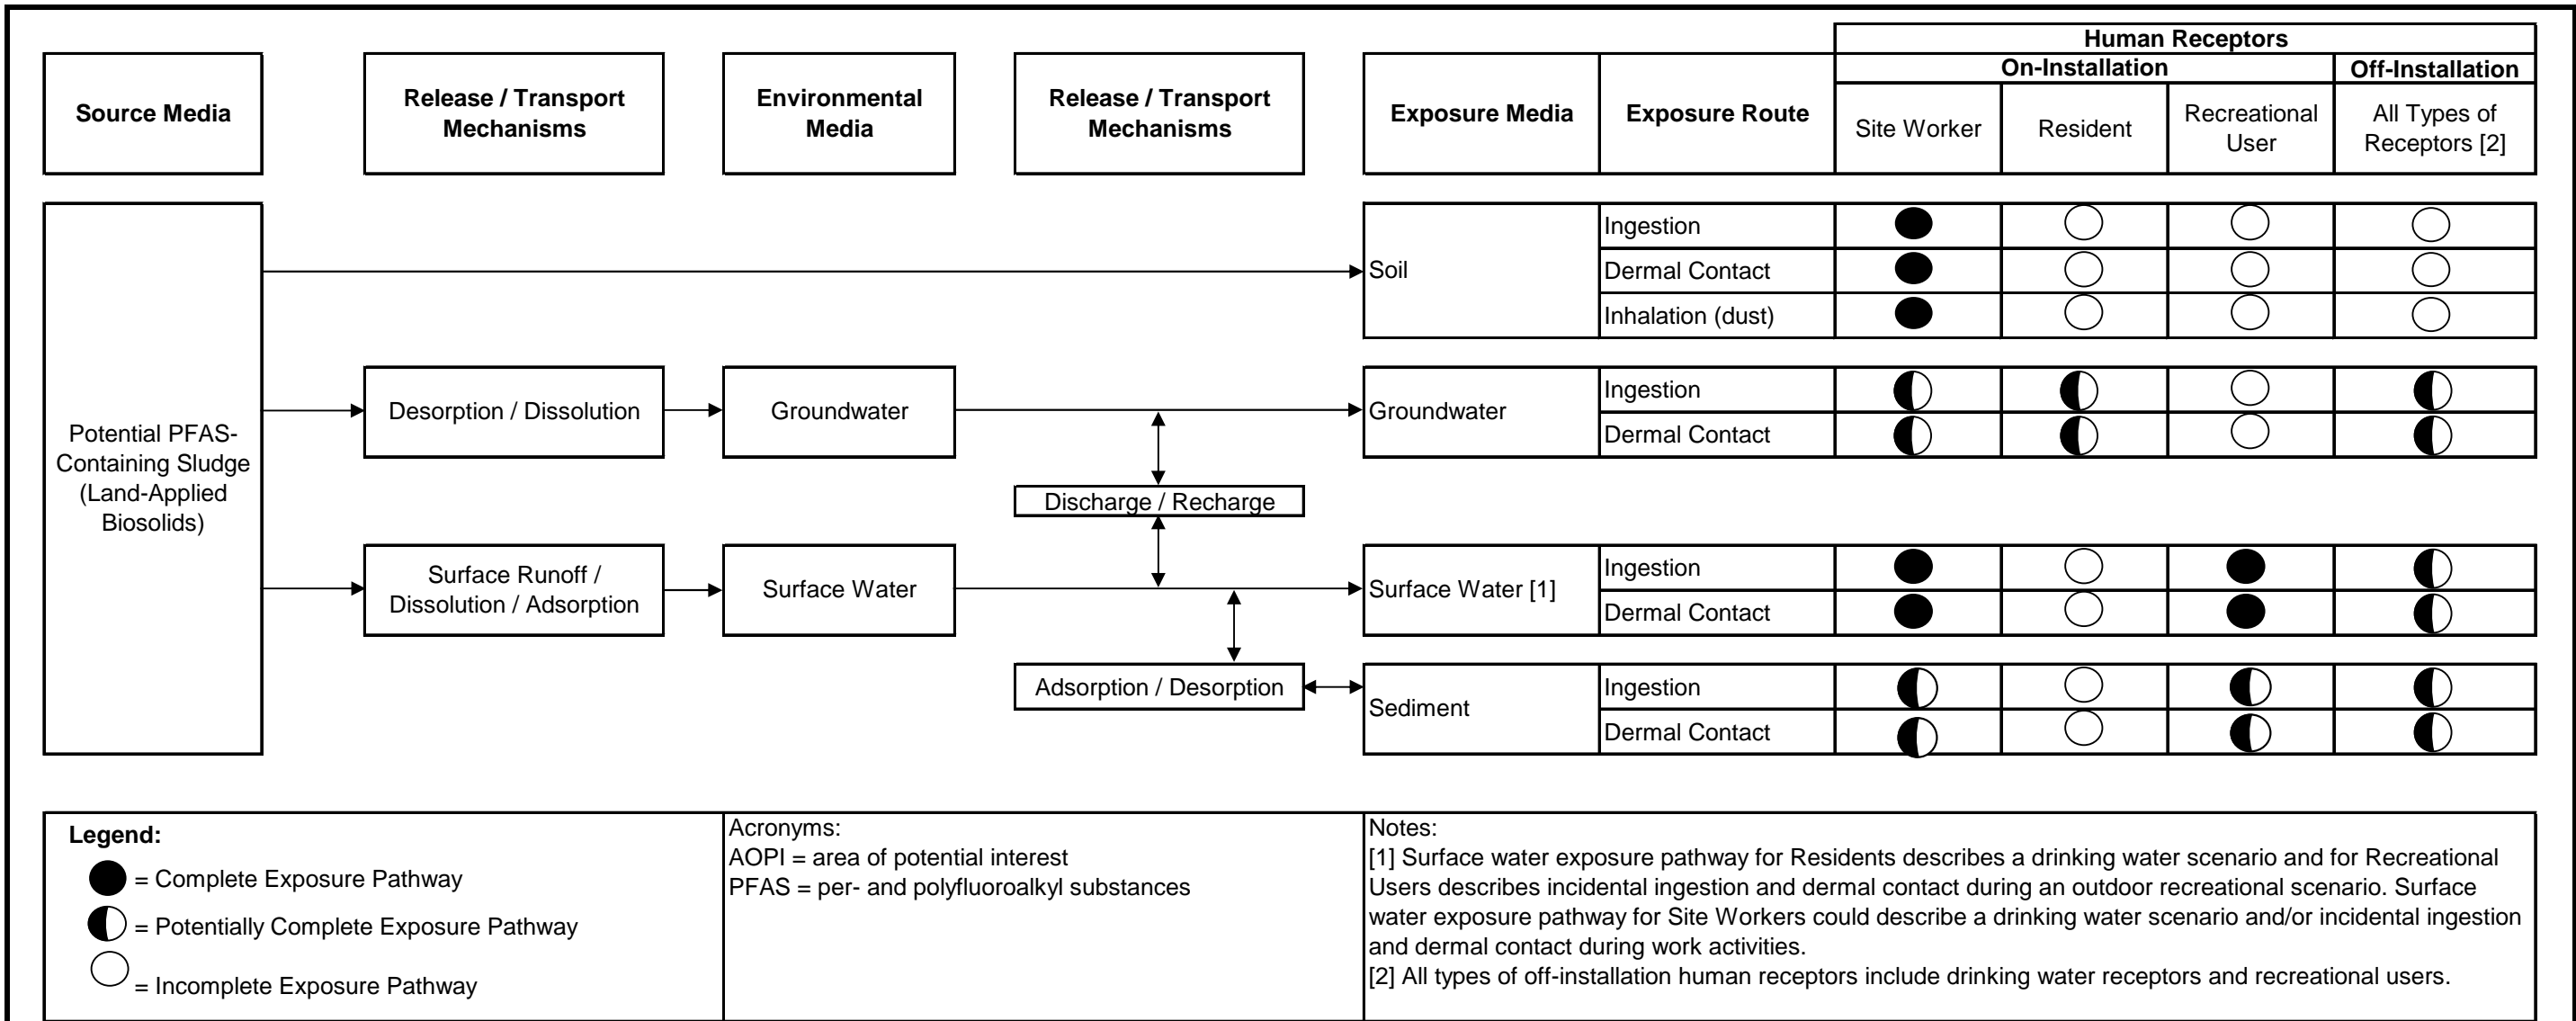 Human Receptors
On-Installation
Off-Installation
Source Media
Release / Transport
Mechanisms
Environmental
Media
Release / Transport
Mechanisms
Exposure Media
Exposure Route
Site Worker
Resident
Recreational
User
All Types of
Receptors [2]
Potential PFAS-
Containing Sludge
(Land-Applied
Biosolids)
Soil
Ingestion
Dermal Contact
Inhalation (dust)
Desorption / Dissolution
Groundwater
Groundwater
Ingestion
Dermal Contact
Discharge / Recharge
Surface Runoff /
Dissolution / Adsorption
Surface Water
Surface Water [1]
Ingestion
Dermal Contact
Adsorption / Desorption
Sediment
Ingestion
Dermal Contact
Legend:
= Complete Exposure Pathway
= Potentially Complete Exposure Pathway
= Incomplete Exposure Pathway
Acronyms:
AOPI = area of potential interest
PFAS = per- and polyfluoroalkyl substances
Notes:
[1] Surface water exposure pathway for Residents describes a drinking water scenario and for Recreational
Users describes incidental ingestion and dermal contact during an outdoor recreational scenario. Surface
water exposure pathway for Site Workers could describe a drinking water scenario and/or incidental ingestion
and dermal contact during work activities.
[2] All types of off-installation human receptors include drinking water receptors and recreational users.